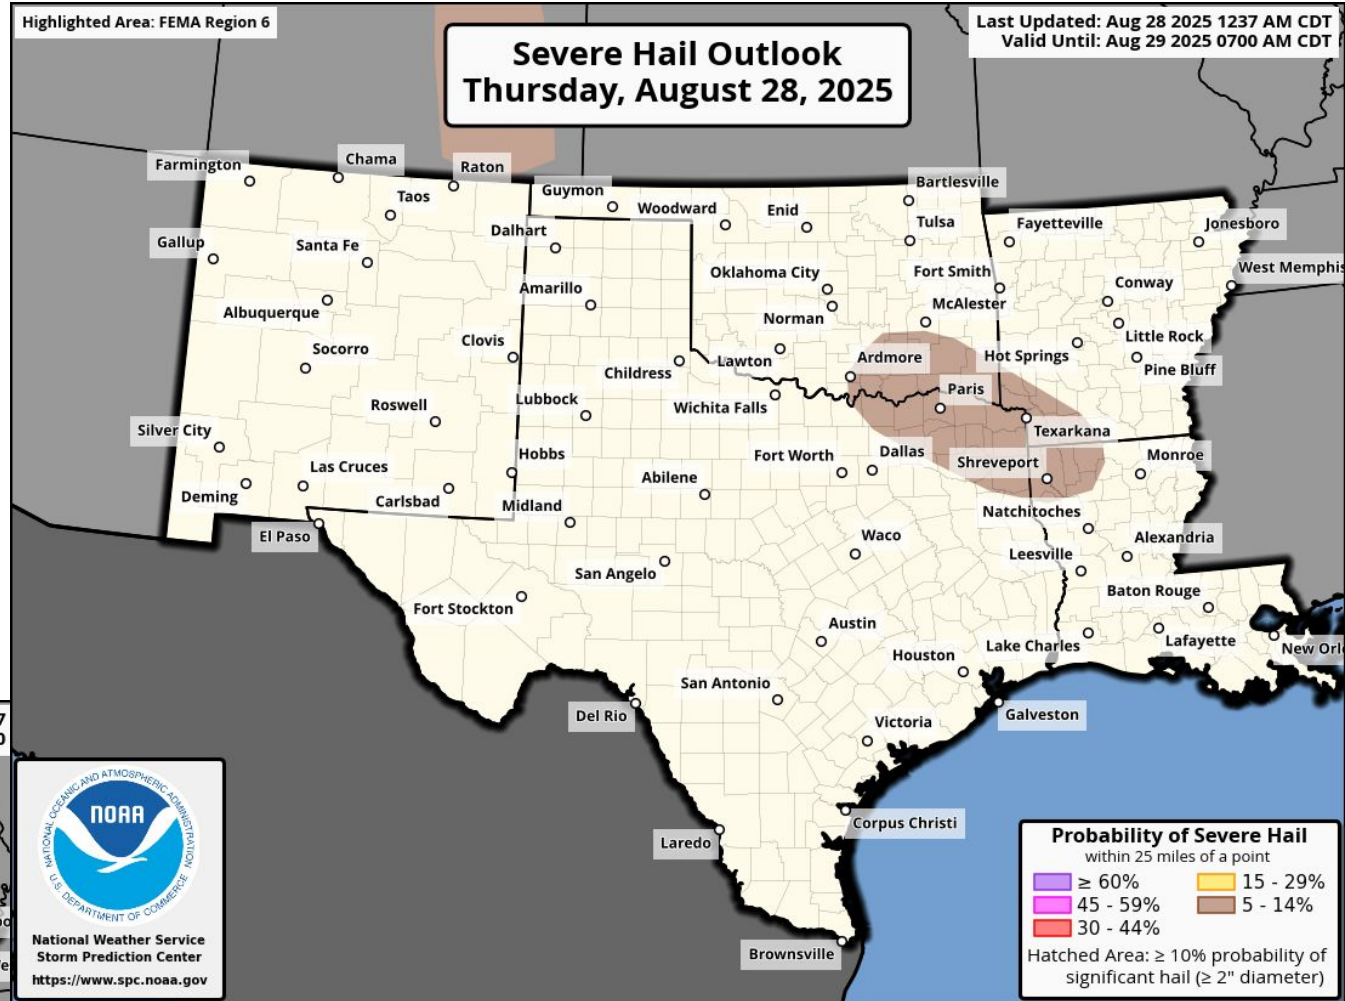 Highlighted Area: FEMA Region 6
Last Updated: Aug 28 2025 1237 AM CDT
Valid Until: Aug 29 2025 0700 AM CDT
Severe Hail Outlook
Thursday, August 28, 2025
Farmington
Chama
Raton
Taos
Guymon
Woodward
Enid
Bartlesville
Tulsa
Fayetteville
Jonesboro
Gallup
Santa Fe
Dalhart
Oklahoma City
Fort Smith
West Memphis
Albuquerque
Amarillo
Norman
McAlester
Conway
Socorro
Clovis
Childress
Lawton
Ardmore
Hot Springs
Little Rock
Pine Bluff
Roswell
Lubbock
Wichita Falls
Paris
Texarkana
Silver City
Las Cruces
Hobbs
Abilene
Fort Worth
Dallas
Shreveport
Monroe
Deming
Carlsbad
Midland
Natchitoches
El Paso
San Angelo
Waco
Leesville
Alexandria
Fort Stockton
Baton Rouge
Austin
Houston
Lake Charles
Lafayette
New Orl
San Antonio
Del Rio
Victoria
Galveston
Laredo
Corpus Christi
Brownsville
7
0
NATIONAL OCEANIC AND ATMOSPHERIC ADMINISTRATION
NOAA
U.S. DEPARTMENT OF COMMERCE
National Weather Service
Storm Prediction Center
https://www.spc.noaa.gov
Probability of Severe Hail
within 25 miles of a point
≥ 60%
15 - 29%
45 - 59%
5 - 14%
30 - 44%
Hatched Area: ≥ 10% probability of
significant hail (≥ 2" diameter)